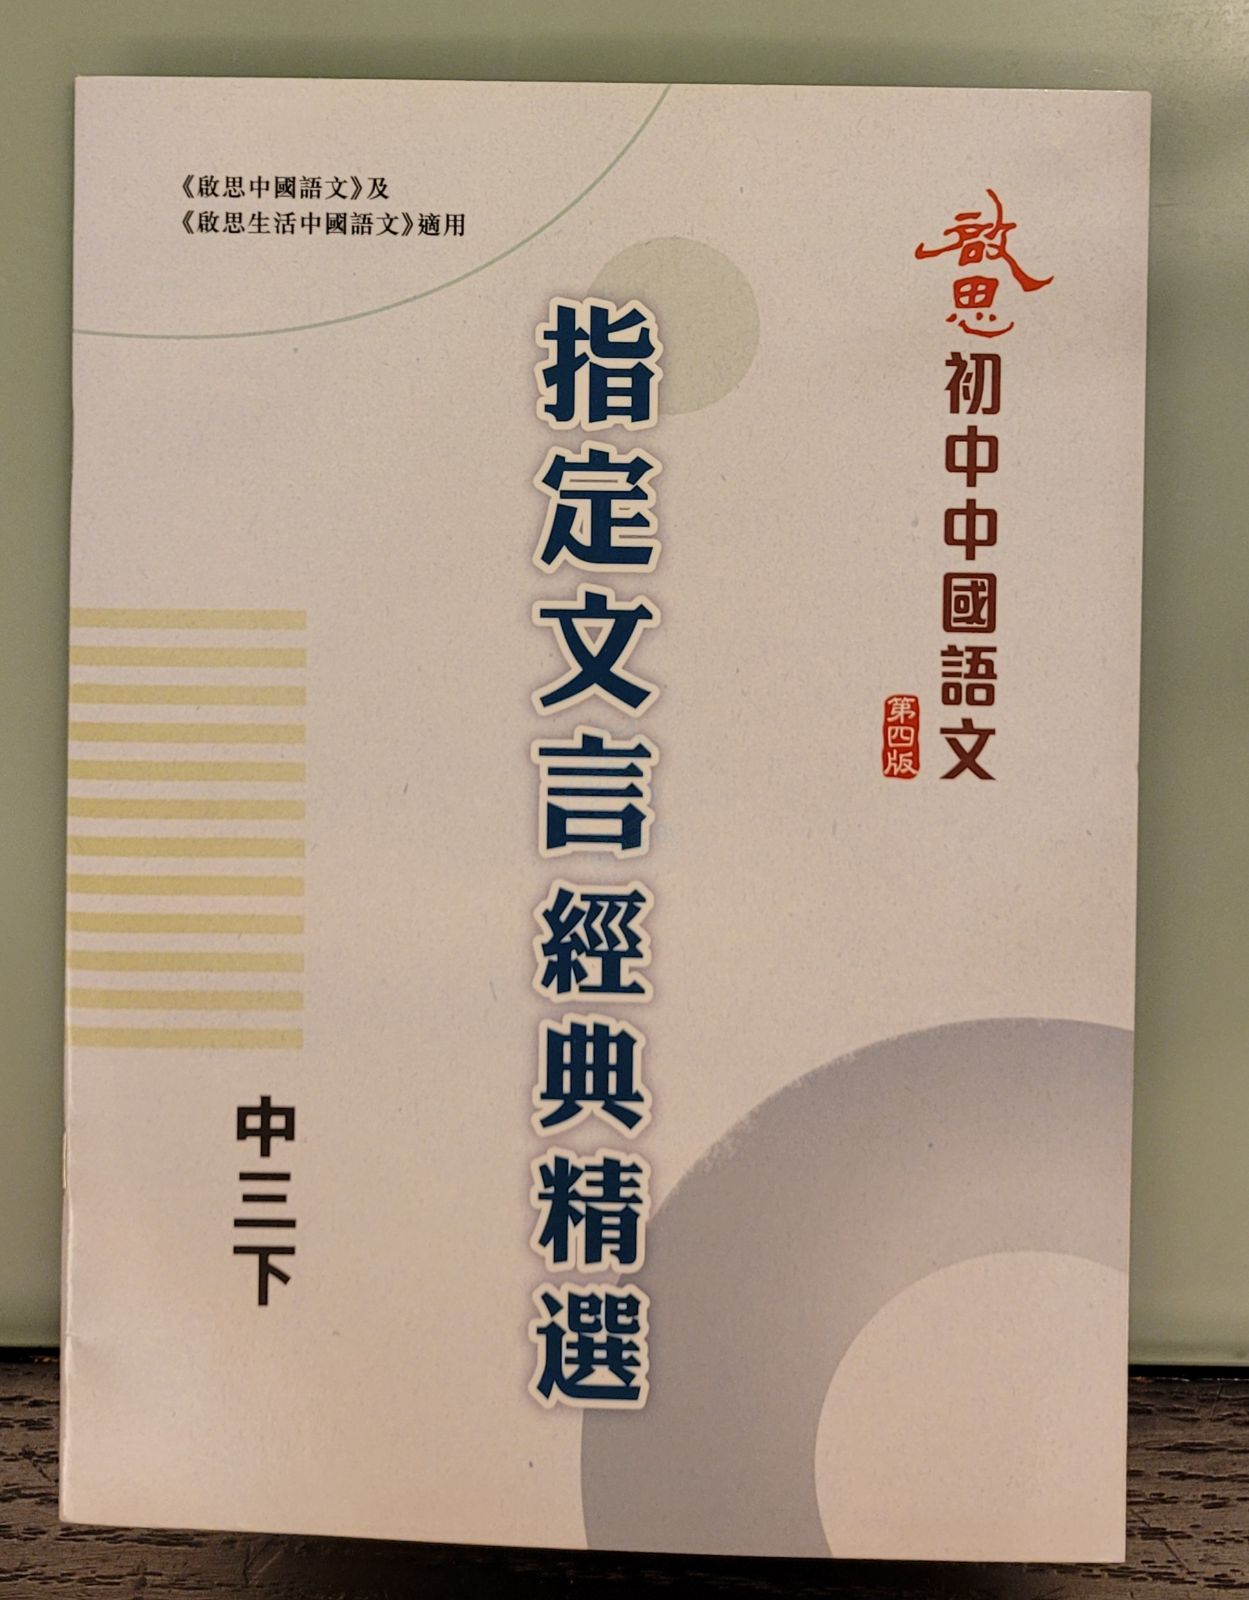 《啟思中國語文》及
《啟思生活中國語文》適用
啟思初中中國語文
第四版
指定文言經典精選
中三下